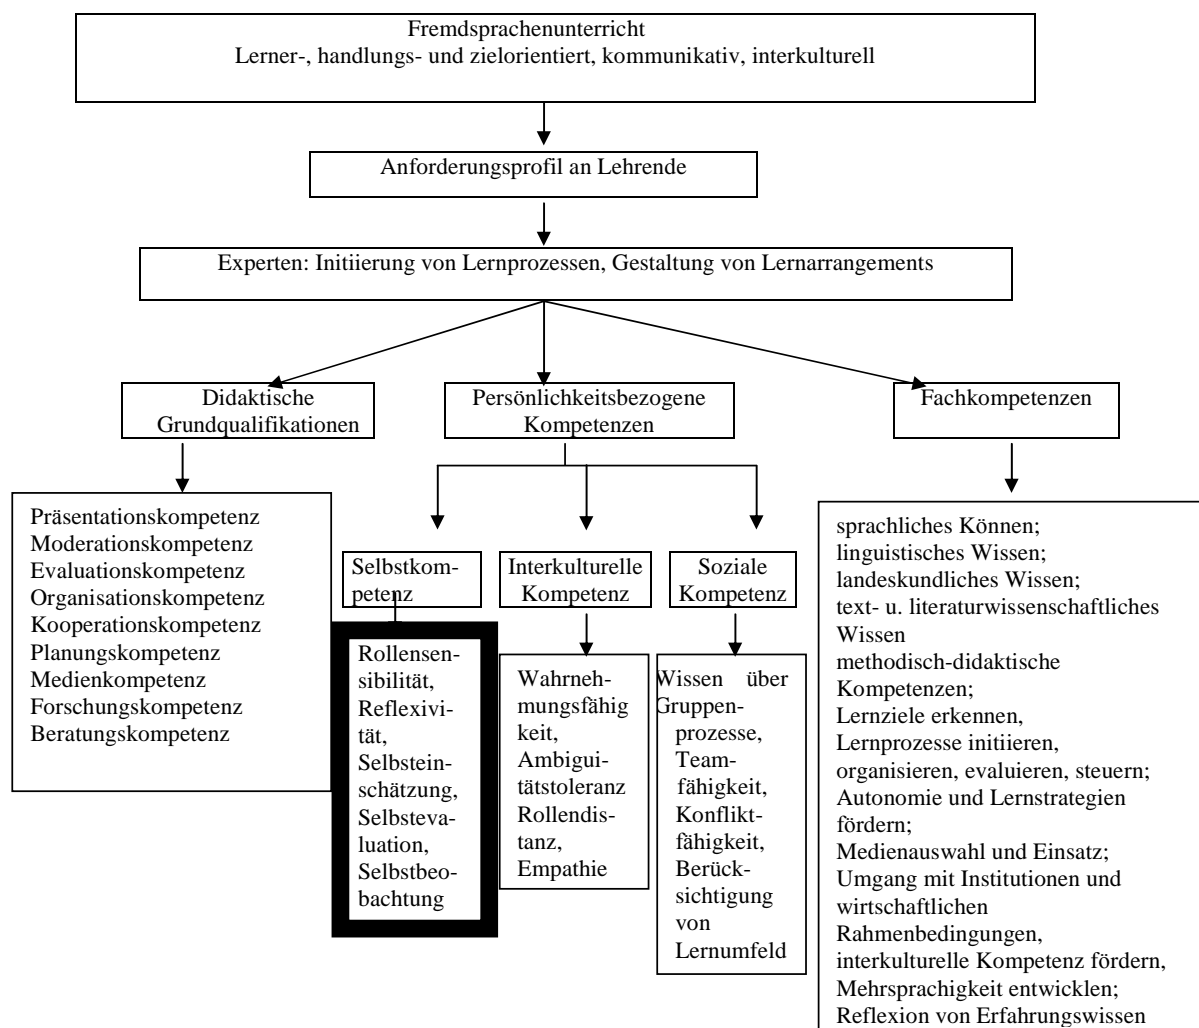 Fremdsprachenunterricht
Lerner-, handlungs- und zielorientiert, kommunikativ, interkulturell
Anforderungsprofil an Lehrende
Experten: Initiierung von Lernprozessen, Gestaltung von Lernarrangements
Didaktische
Grundqualifikationen
Persönlichkeitsbezogene
Kompetenzen
Fachkompetenzen
Präsentationskompetenz
Moderationskompetenz
Evaluationskompetenz
Organisationskompetenz
Kooperationskompetenz
Planungskompetenz
Medienkompetenz
Forschungskompetenz
Beratungskompetenz
Selbstkom-
petenz
Rollensen-
sibilität,
Reflexivi-
tät,
Selbstein-
schätzung,
Selbsteva-
luation,
Selbstbeo-
bachtung
Interkulturelle
Kompetenz
Wahrneh-
mungsfähig
keit,
Ambigui-
tätstoleranz
Rollendis-
tanz,
Empathie
Soziale
Kompetenz
Wissen über
Gruppen-
prozesse,
Team-
fähigkeit,
Konflikt-
fähigkeit,
Berück-
sichtigung
von
Lernumfeld
sprachliches Können;
linguistisches Wissen;
landeskundliches Wissen;
text- u. literaturwissenschaftliches
Wissen
methodisch-didaktische
Kompetenzen;
Lernziele erkennen,
Lernprozesse initiieren,
organisieren, evaluieren, steuern;
Autonomie und Lernstrategien
fördern;
Medienauswahl und Einsatz;
Umgang mit Institutionen und
wirtschaftlichen
Rahmenbedingungen,
interkulturelle Kompetenz fördern,
Mehrsprachigkeit entwickeln;
Reflexion von Erfahrungswissen